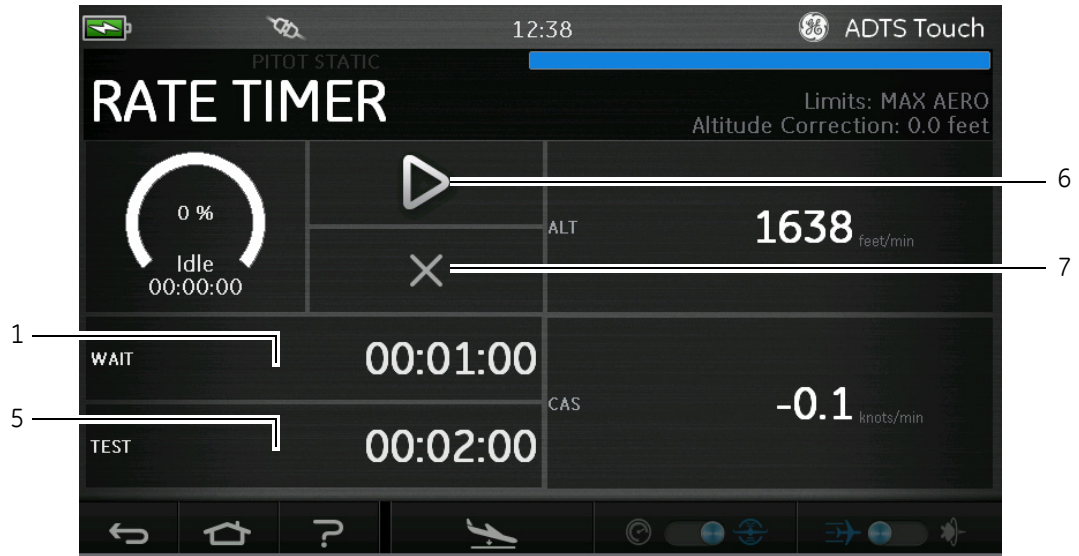 12:38
ADTS Touch
PITOT STATIC
RATE TIMER
Limits: MAX AERO
Altitude Correction: 0.0 feet
0 %
Idle
00:00:00
ALT
1638 feet/min
6
7
1
WAIT
00:01:00
CAS
-0.1 knots/min
5
TEST
00:02:00
?